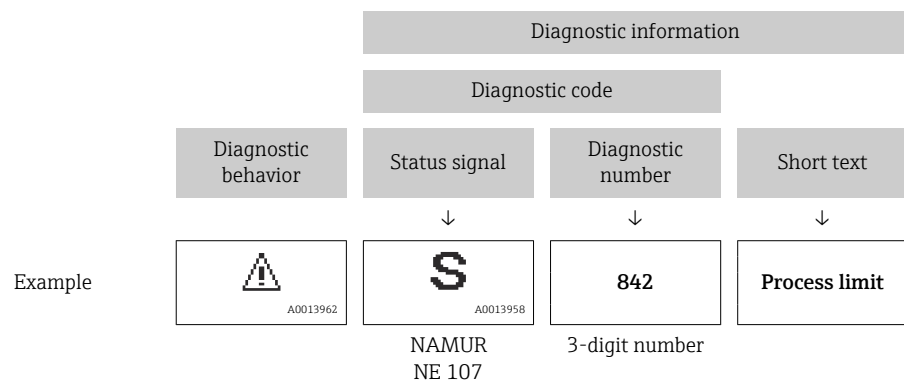 Diagnostic information
Diagnostic code
Diagnostic
behavior
Status signal
Diagnostic
number
Short text
↓
↓
↓
Example
A0013962
S
A0013958
842
Process limit
NAMUR
NE 107
3-digit number